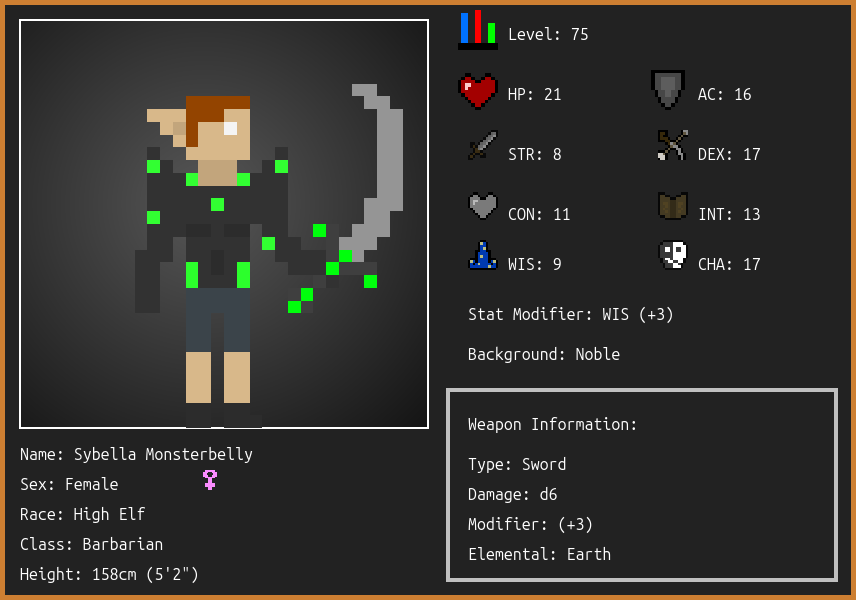 Level: 75
HP: 21
AC: 16
STR: 8
DEX: 17
CON: 11
INT: 13
WIS: 9
CHA: 17
Stat Modifier: WIS (+3)
Background: Noble
Weapon Information:
Type: Sword
Damage: d6
Modifier: (+3)
Elemental: Earth
Name: Sybella Monsterbelly
Sex: Female
Race: High Elf
Class: Barbarian
Height: 158cm (5'2")